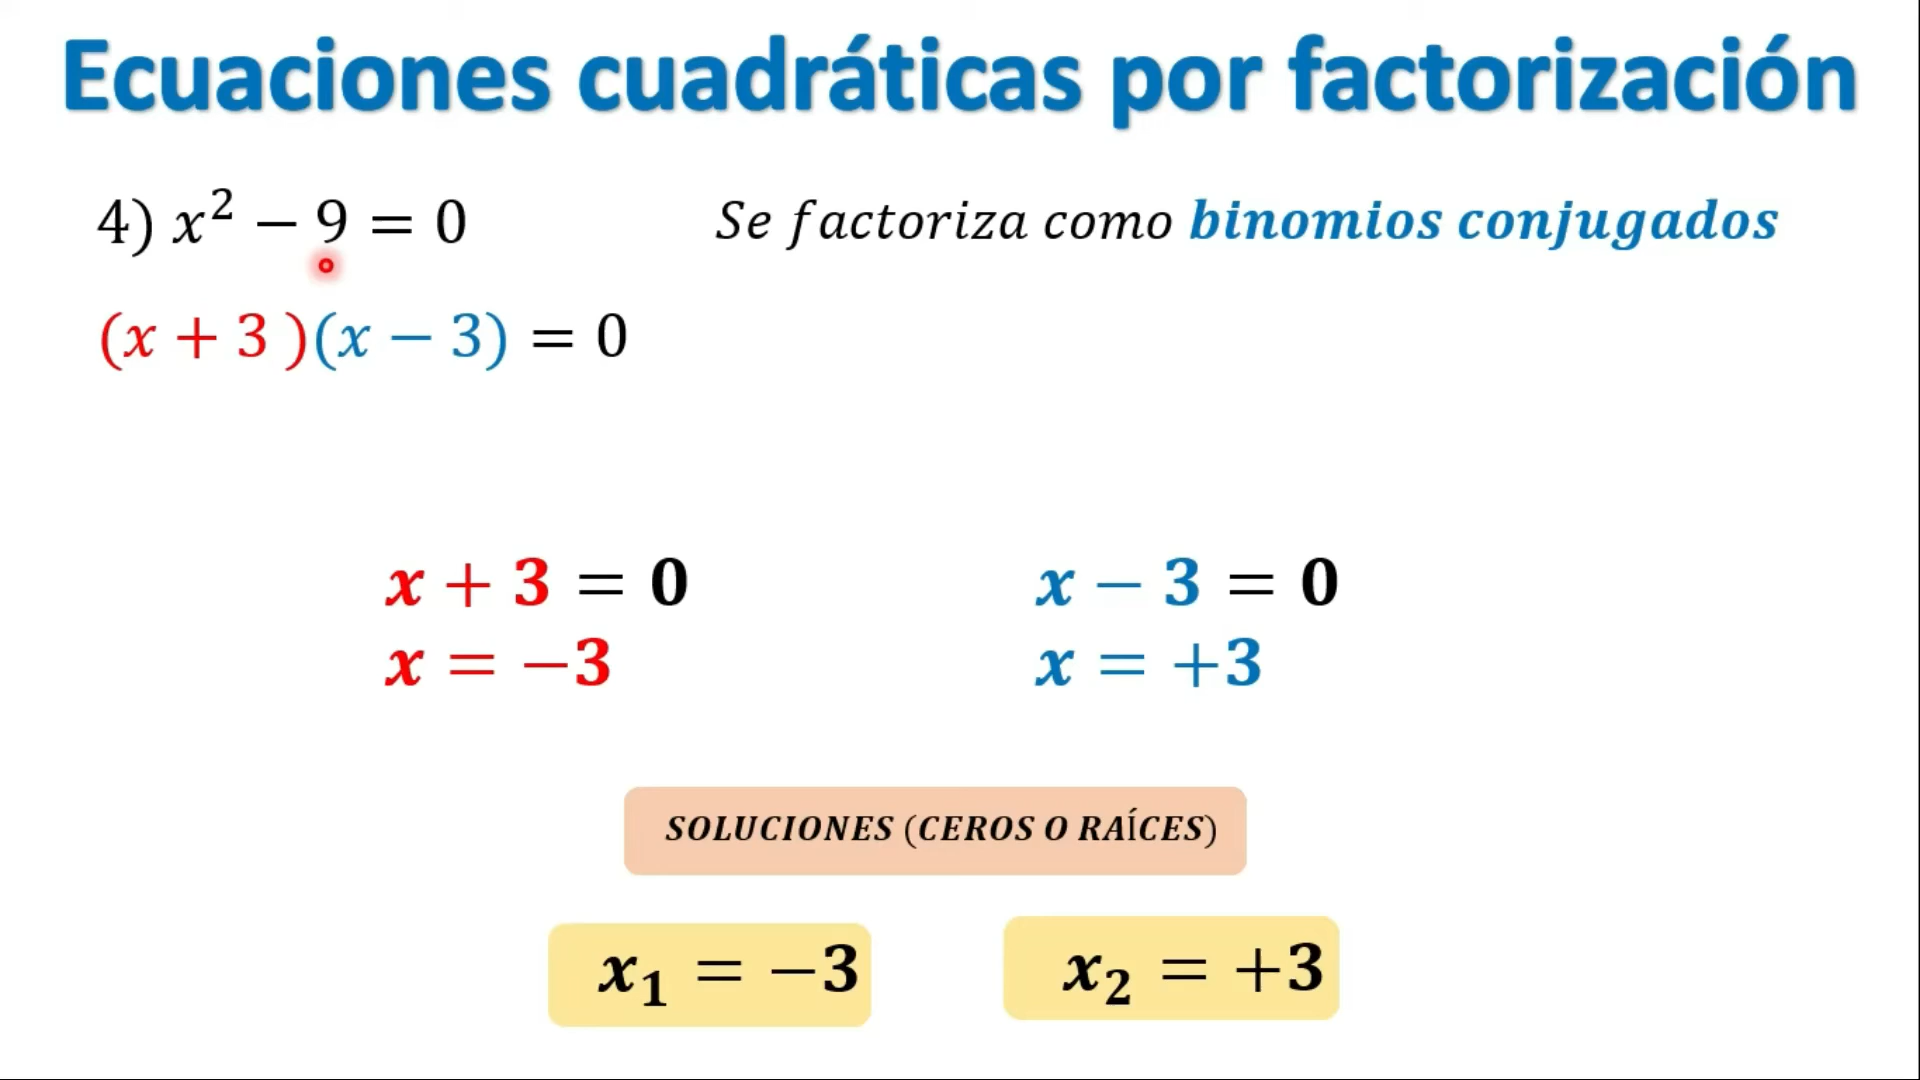 Ecuaciones cuadráticas por factorización
4) x² − 9 = 0
Se factoriza como binomios conjugados
(x + 3 )(x − 3) = 0
x + 3 = 0
x = −3
x − 3 = 0
x = +3
SOLUCIONES (CEROS O RAÍCES)
x₁ = −3
x₂ = +3